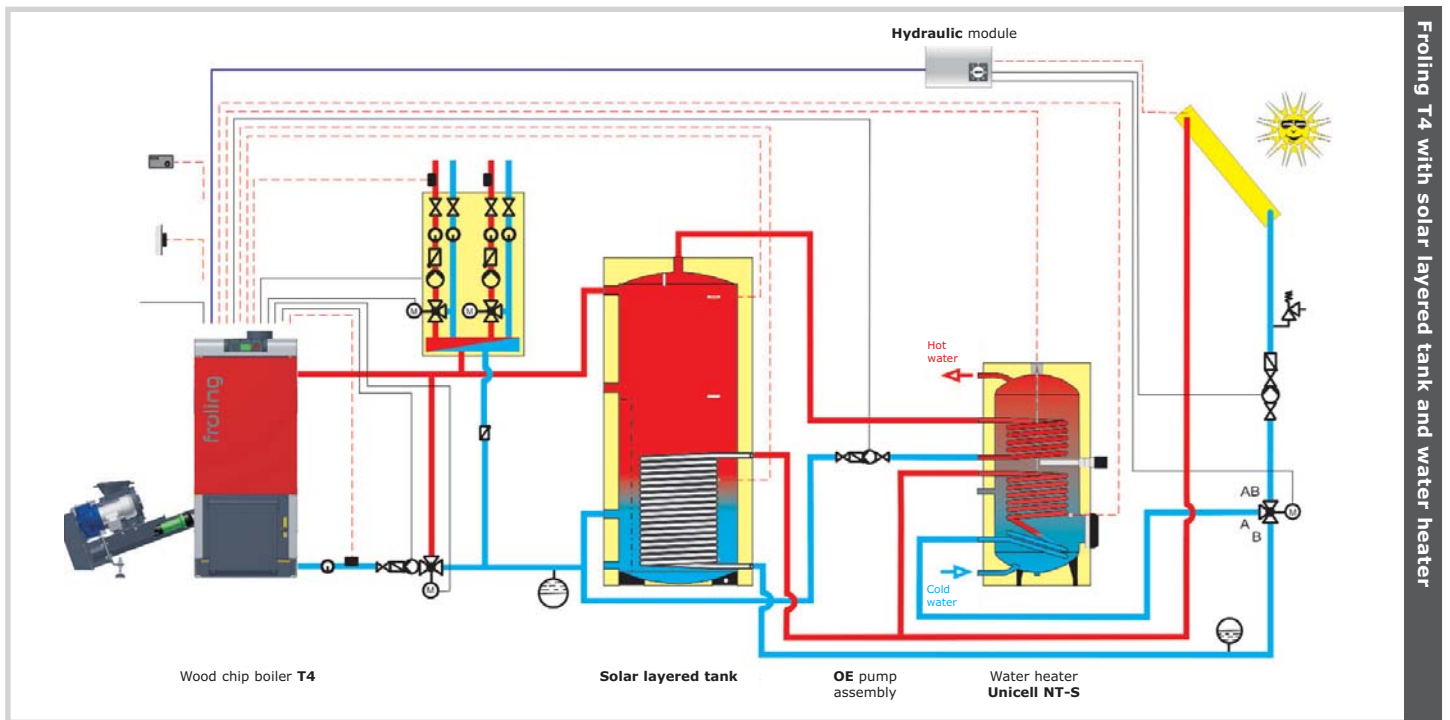 Hydraulic module
Froling T4 with solar layered tank and water heater
M
M
froling
Hot
water
AB
M
A
B
M
Cold
water
Wood chip boiler T4
Solar layered tank
OE pump
assembly
Water heater
Unicell NT-S